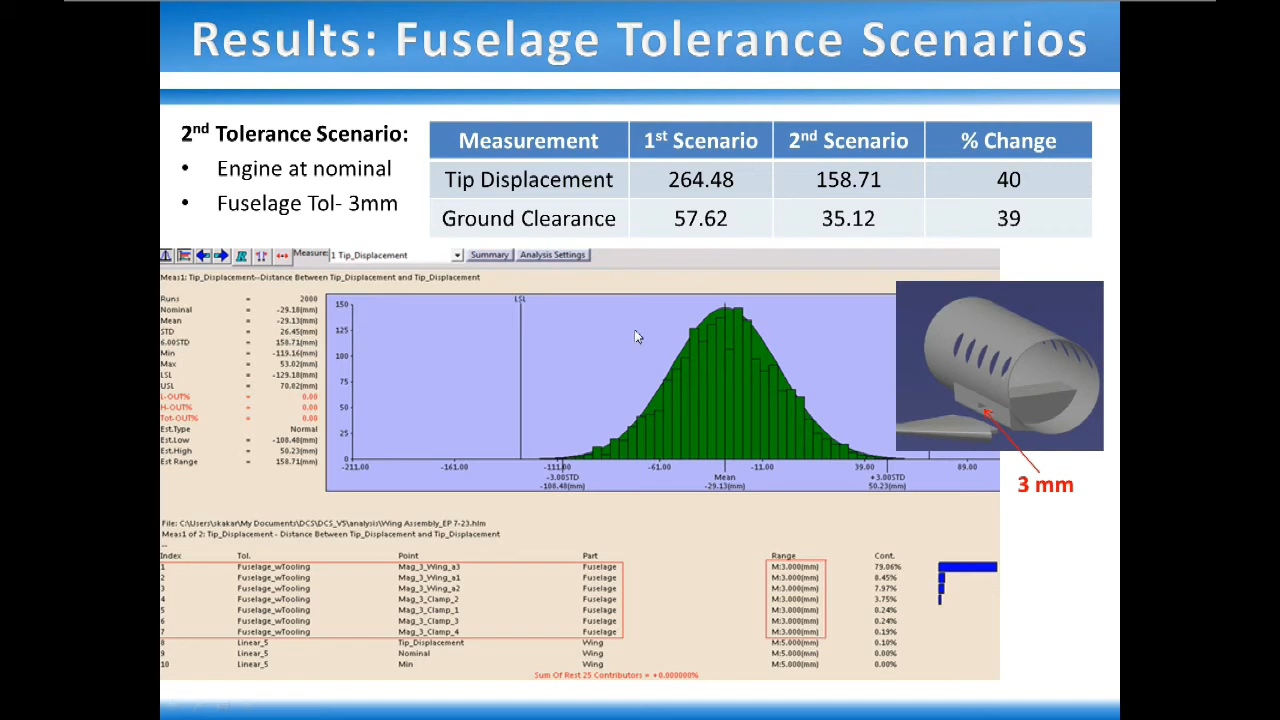 Results: Fuselage Tolerance Scenarios
2nd Tolerance Scenario:
• Engine at nominal
• Fuselage Tol- 3mm
Measurement 1st Scenario 2nd Scenario % Change
Tip Displacement 264.48 158.71 40
Ground Clearance 57.62 35.12 39
Measure: 1 Tip_Displacement Summary Analysis Settings
Meas1: Tip_Displacement--Distance Between Tip_Displacement and Tip_Displacement
Runs = 2000
Nominal = -29.18(mm)
Mean = -29.13(mm)
STD = 26.45(mm)
6.00STD = 158.71(mm)
Min = -119.16(mm)
Max = 53.02(mm)
LSL = -129.18(mm)
USL = 70.82(mm)
L-OUT% = 0.00
H-OUT% = 0.00
Tot-OUT% = 0.00
Est.Type Normal
Est.Low = -108.48(mm)
Est.High = 50.23(mm)
Est Range = 158.71(mm)
LSL
150
125
100
75
50
25
0
-211.00 -161.00 -111.00 -61.00 -11.00 39.00 89.00
-3.00STD Mean +3.00STD
-108.48(mm) -29.13(mm) 50.23(mm)
3 mm
File: C:\Users\skakar\My Documents\DCS\DCS_V5\analysis\Wing Assembly_EP 7-23.hlm
Meas1 of 2: Tip_Displacement - Distance Between Tip_Displacement and Tip_Displacement
--
Index Tol. Point Part Range Cont.
1 Fuselage_wTooling Mag_3_Wing_a3 Fuselage M:3.000(mm) 79.06%
2 Fuselage_wTooling Mag_3_Wing_a1 Fuselage M:3.000(mm) 8.45%
3 Fuselage_wTooling Mag_3_Wing_a2 Fuselage M:3.000(mm) 7.97%
4 Fuselage_wTooling Mag_3_Clamp_2 Fuselage M:3.000(mm) 3.75%
5 Fuselage_wTooling Mag_3_Clamp_1 Fuselage M:3.000(mm) 0.24%
6 Fuselage_wTooling Mag_3_Clamp_3 Fuselage M:3.000(mm) 0.24%
7 Fuselage_wTooling Mag_3_Clamp_4 Fuselage M:3.000(mm) 0.19%
8 Linear_5 Tip_Displacement Wing M:5.000(mm) 0.10%
9 Linear_5 Nominal Wing M:5.000(mm) 0.00%
10 Linear_5 Min Wing M:5.000(mm) 0.00%
Sum Of Rest 25 Contributors = +0.000000%